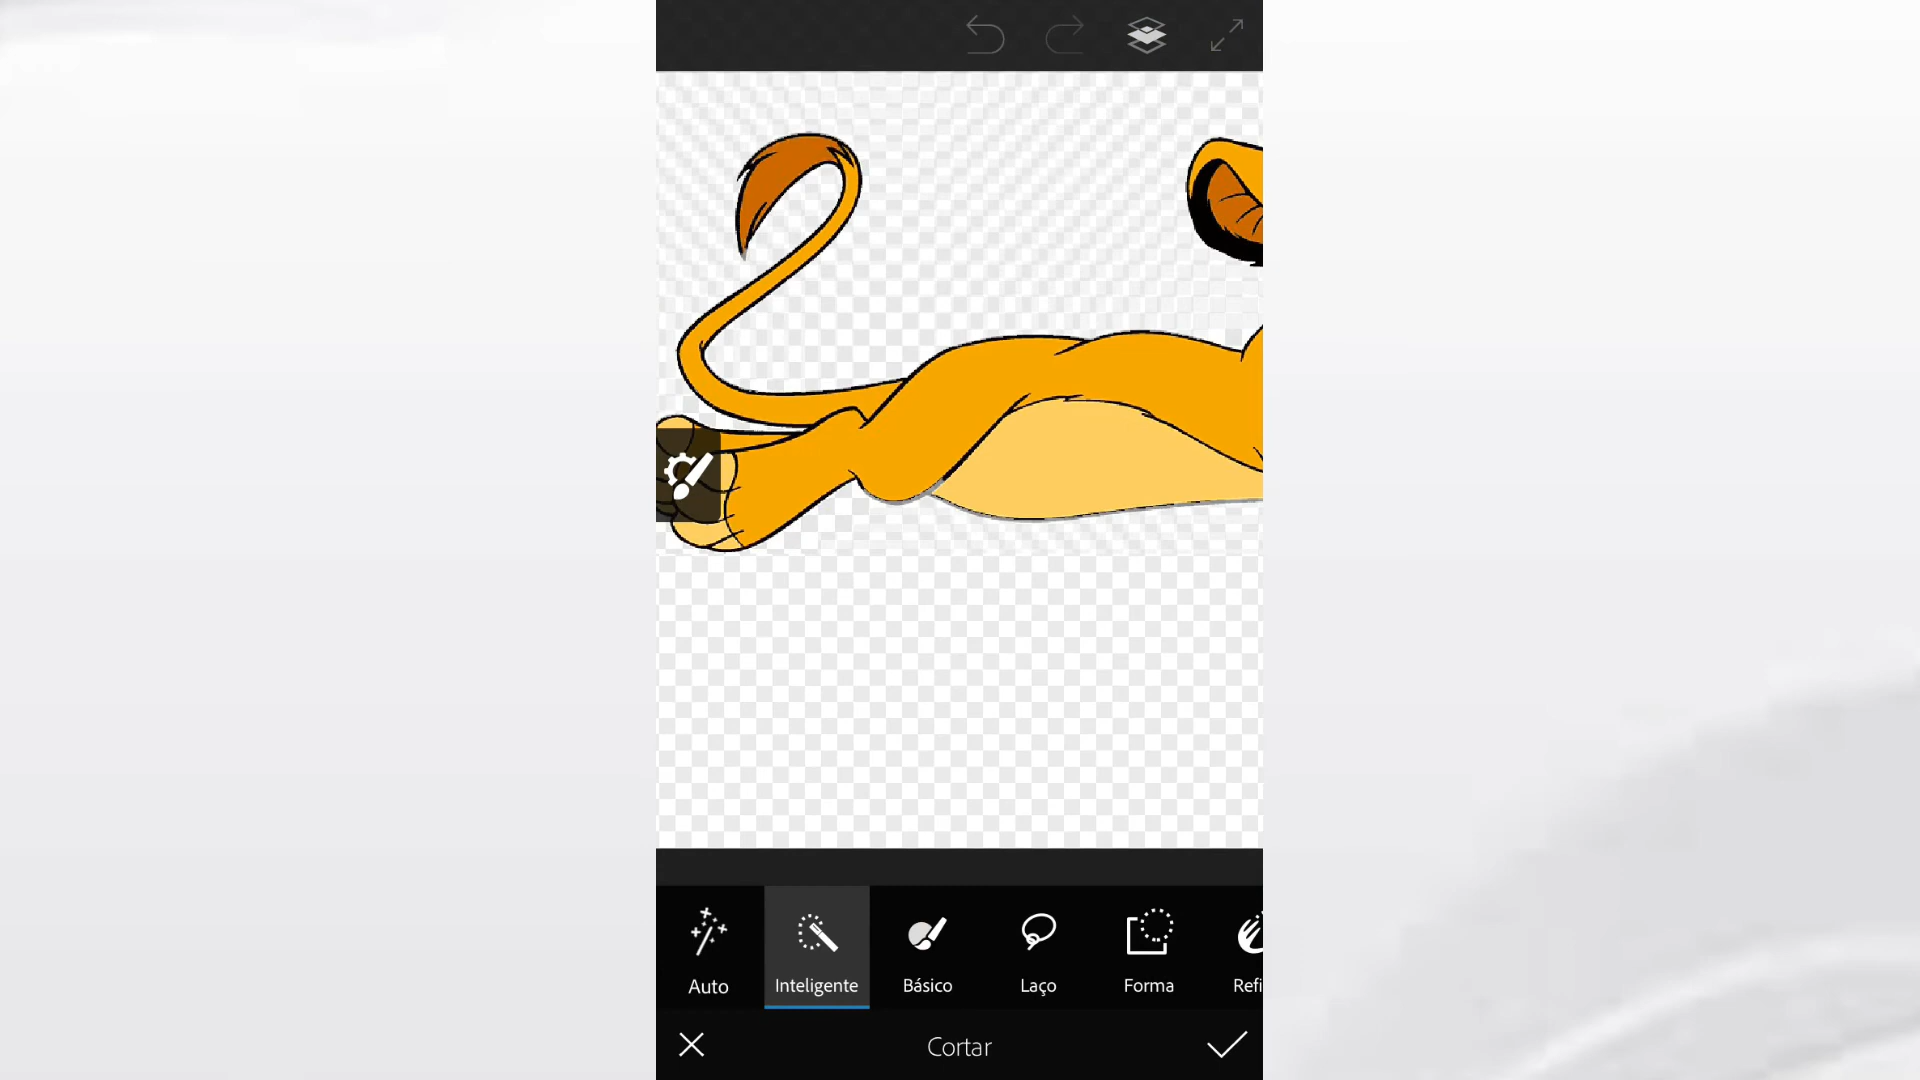 Auto
Inteligente
Básico
Laço
Forma
Refi
Cortar